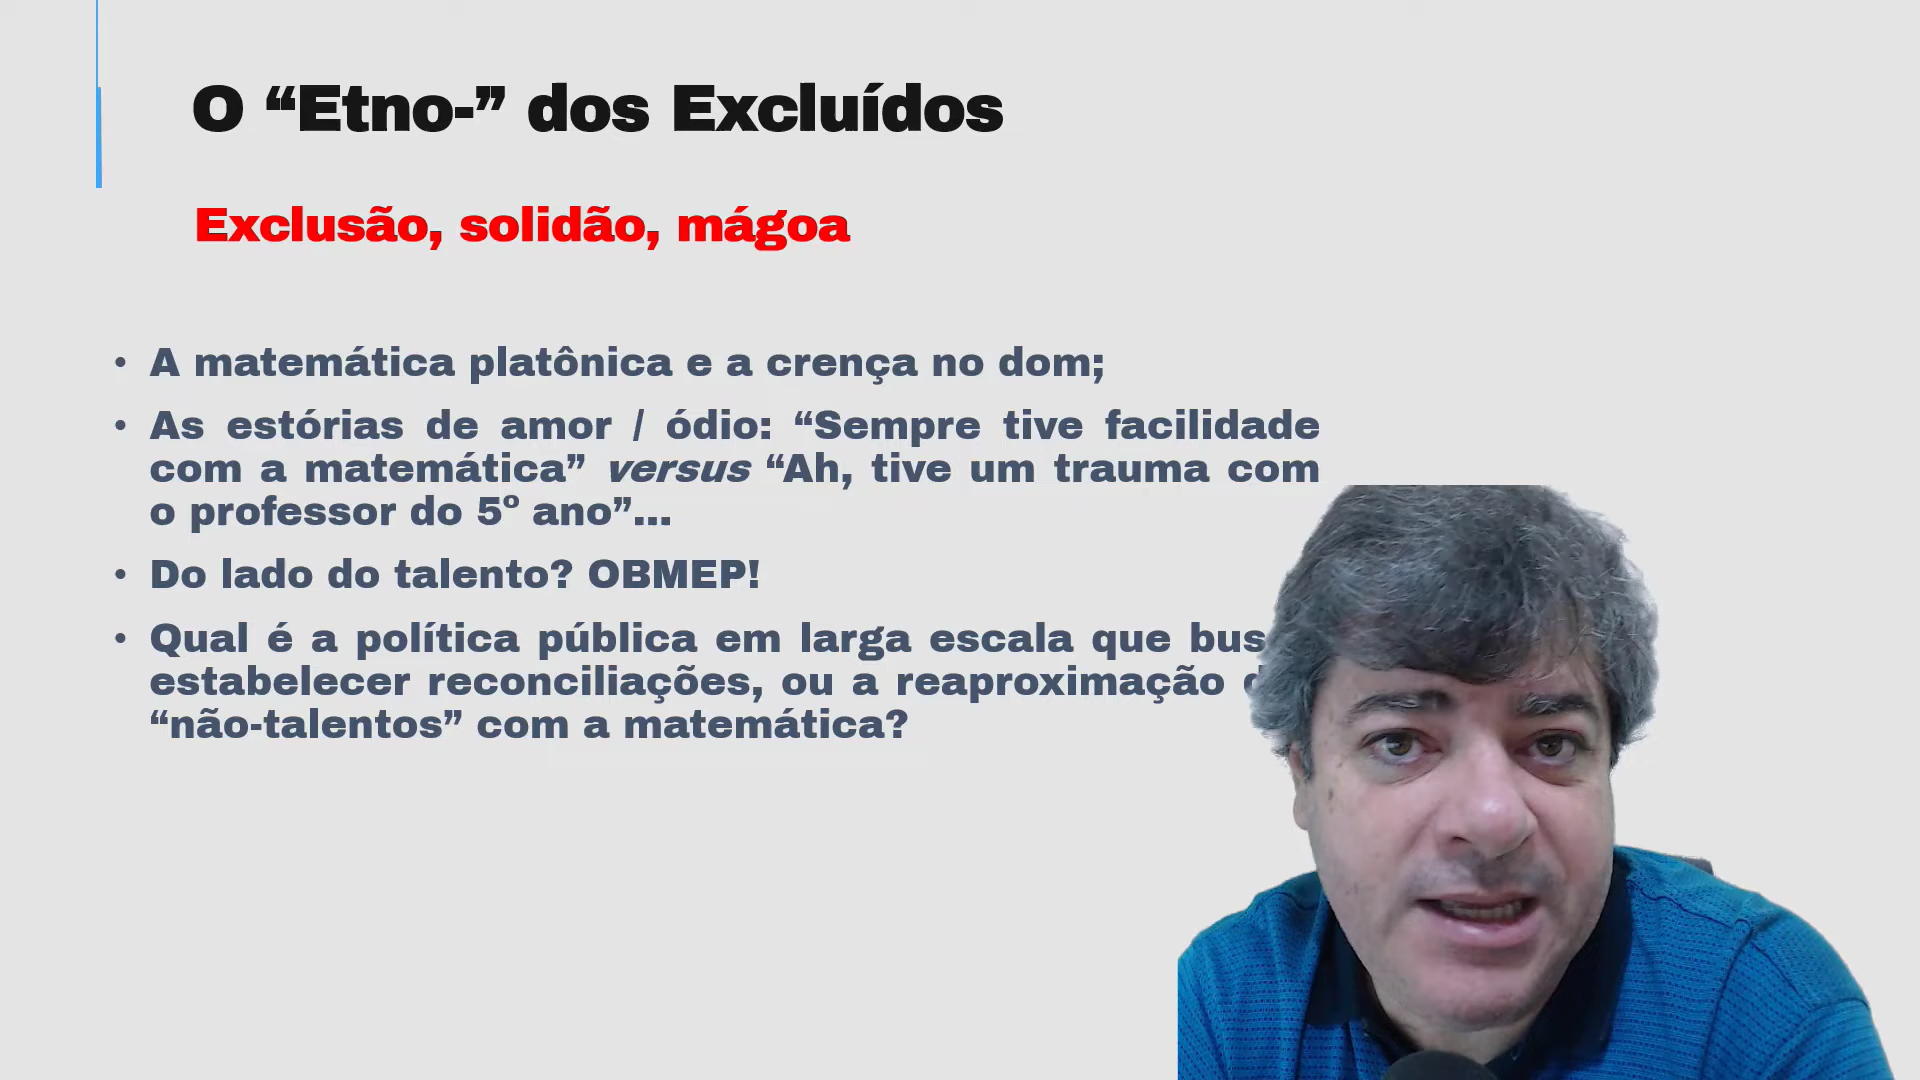 O “Etno-” dos Excluídos
Exclusão, solidão, mágoa
• A matemática platônica e a crença no dom;
• As estórias de amor / ódio: “Sempre tive facilidade
com a matemática” versus “Ah, tive um trauma com
o professor do 5º ano”...
• Do lado do talento? OBMEP!
• Qual é a política pública em larga escala que
estabelecer reconciliações, ou a reaproximação
“não-talentos” com a matemática?